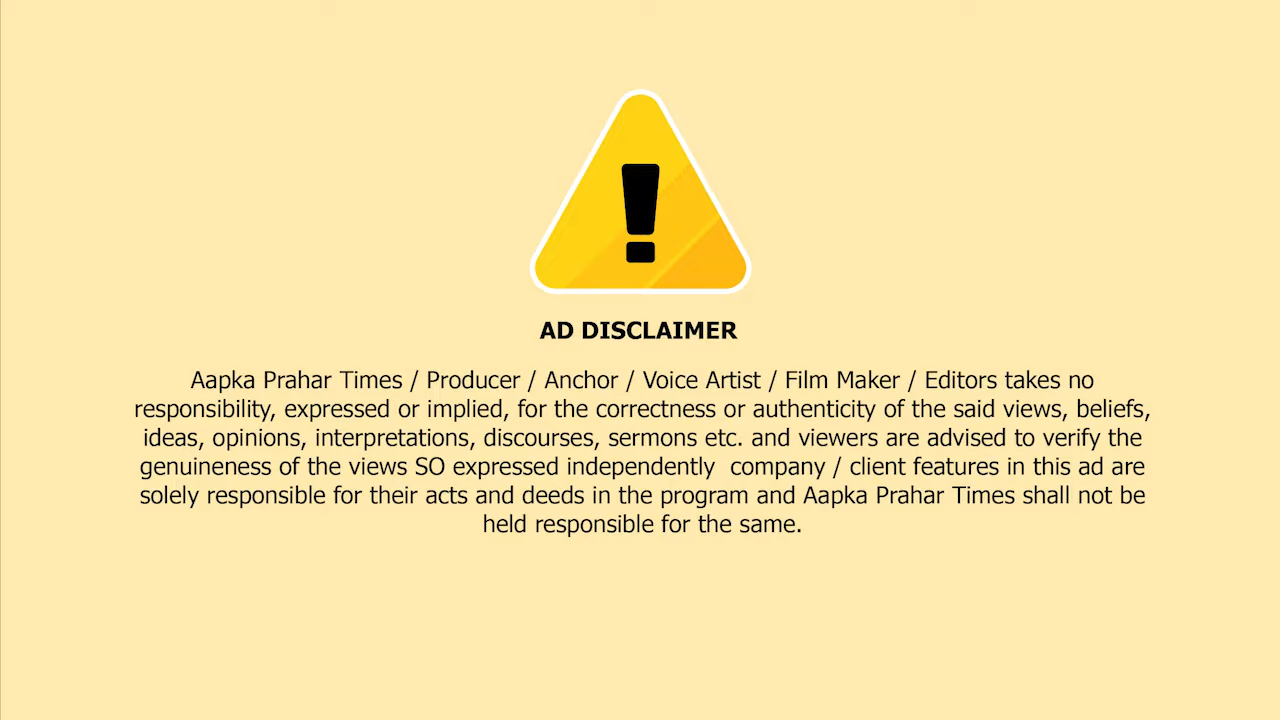 AD DISCLAIMER
Aapka Prahar Times / Producer / Anchor / Voice Artist / Film Maker / Editors takes no
responsibility, expressed or implied, for the correctness or authenticity of the said views, beliefs,
ideas, opinions, interpretations, discourses, sermons etc. and viewers are advised to verify the
genuineness of the views SO expressed independently  company / client features in this ad are
solely responsible for their acts and deeds in the program and Aapka Prahar Times shall not be
held responsible for the same.